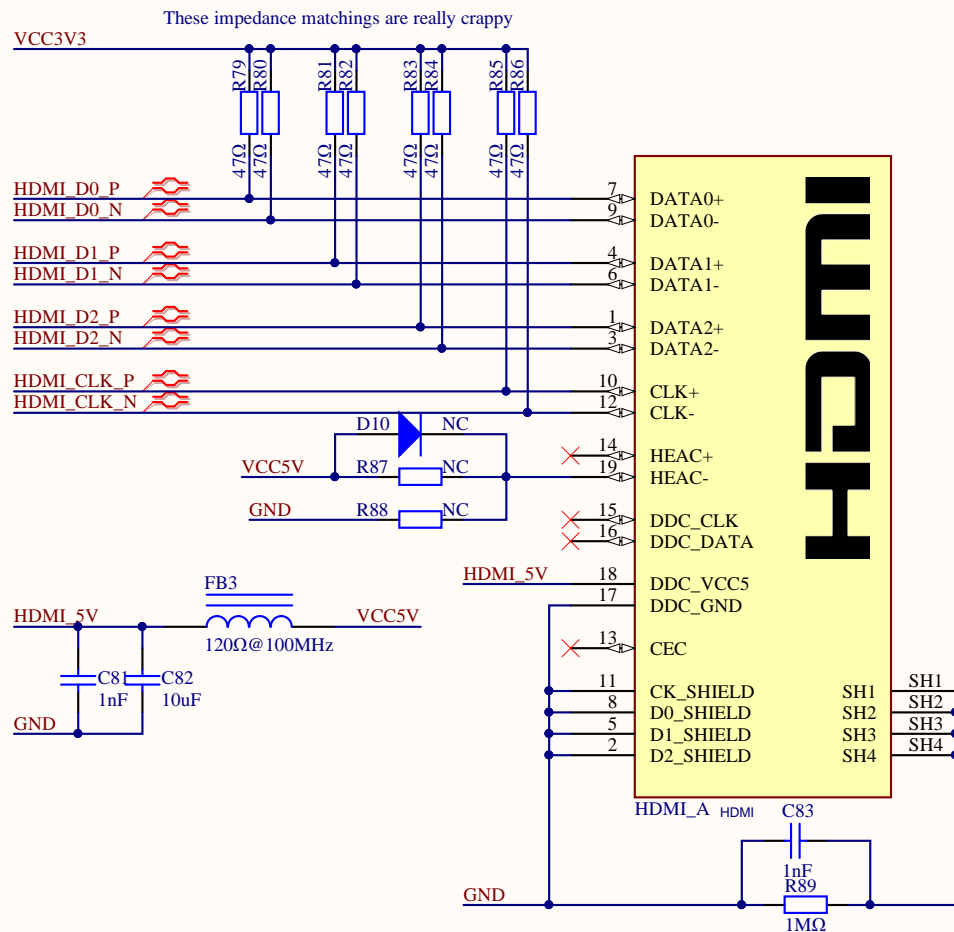 These impedance matchings are really crappy
VCC3V3
R79
R80
R81
R82
R83
R84
R85
R86
47Ω
47Ω
47Ω
47Ω
47Ω
47Ω
47Ω
47Ω
HDMI_D0_P
HDMI_D0_N
HDMI_D1_P
HDMI_D1_N
HDMI_D2_P
HDMI_D2_N
HDMI_CLK_P
HDMI_CLK_N
7 DATA0+
9 DATA0-
4 DATA1+
6 DATA1-
1 DATA2+
3 DATA2-
10 CLK+
12 CLK-
14 HEAC+
19 HEAC-
15 DDC_CLK
16 DDC_DATA
18 DDC_VCC5
17 DDC_GND
13 CEC
11 CK_SHIELD
8 D0_SHIELD
5 D1_SHIELD
2 D2_SHIELD
HDMI
SH1 SH1
SH2 SH2
SH3 SH3
SH4 SH4
D10 NC
VCC5V R87 NC
GND R88 NC
HDMI_5V
FB3
HDMI_5V VCC5V
120Ω@100MHz
C81
1nF
C82
10uF
GND
HDMI_A HDMI
C83
1nF
GND
R89
1MΩ